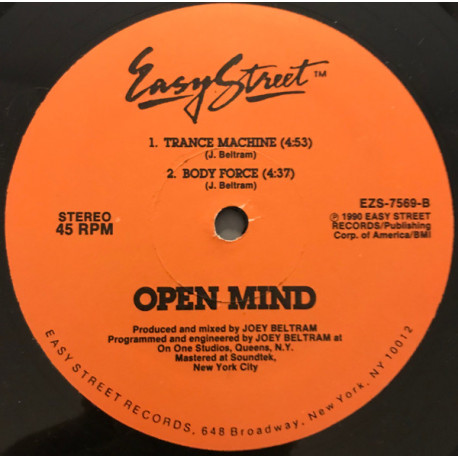 Easy Street™
1. TRANCE MACHINE (4:53)
(J. Beltram)
2. BODY FORCE (4:37)
(J. Beltram)
STEREO
45 RPM
EZS-7569-B
℗ 1990 EASY STREET
RECORDS/Publishing
Corp. of America/BMI
OPEN MIND
Produced and mixed by JOEY BELTRAM
Programmed and engineered by JOEY BELTRAM at
On One Studios, Queens, N.Y.
Mastered at Soundtek,
New York City
EASY STREET RECORDS, 648 Broadway, New York, NY 10012